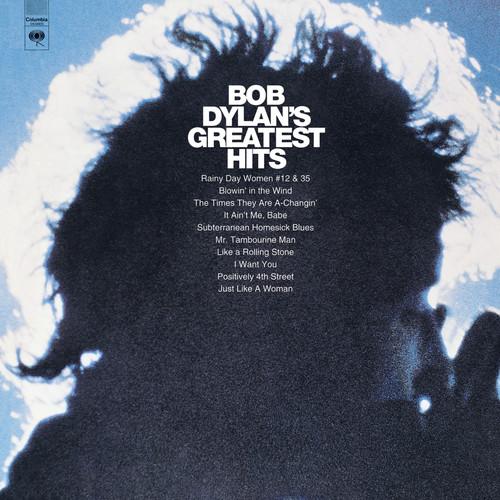 Columbia
BOB
DYLAN'S
GREATEST
HITS
Rainy Day Women #12 & 35
Blowin' in the Wind
The Times They Are A-Changin'
It Ain't Me, Babe
Subterranean Homesick Blues
Mr. Tambourine Man
Like a Rolling Stone
I Want You
Positively 4th Street
Just Like A Woman